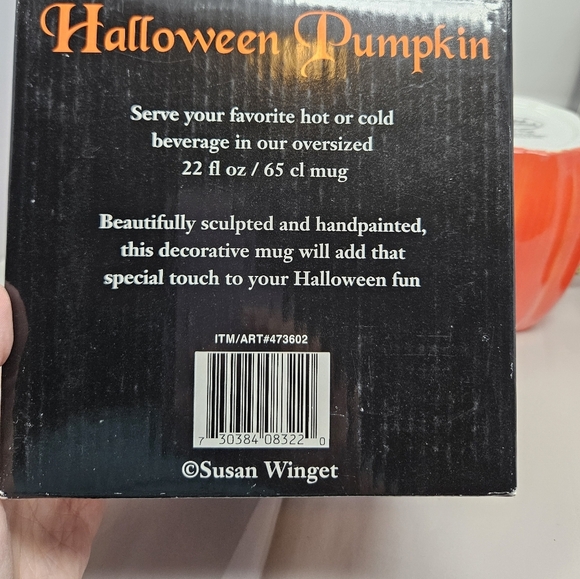 Halloween Pumpkin
Serve your favorite hot or cold
beverage in our oversized
22 fl oz / 65 cl mug
Beautifully sculpted and handpainted,
this decorative mug will add that
special touch to your Halloween fun
ITM/ART#473602
7 30384 08322 0
©Susan Winget